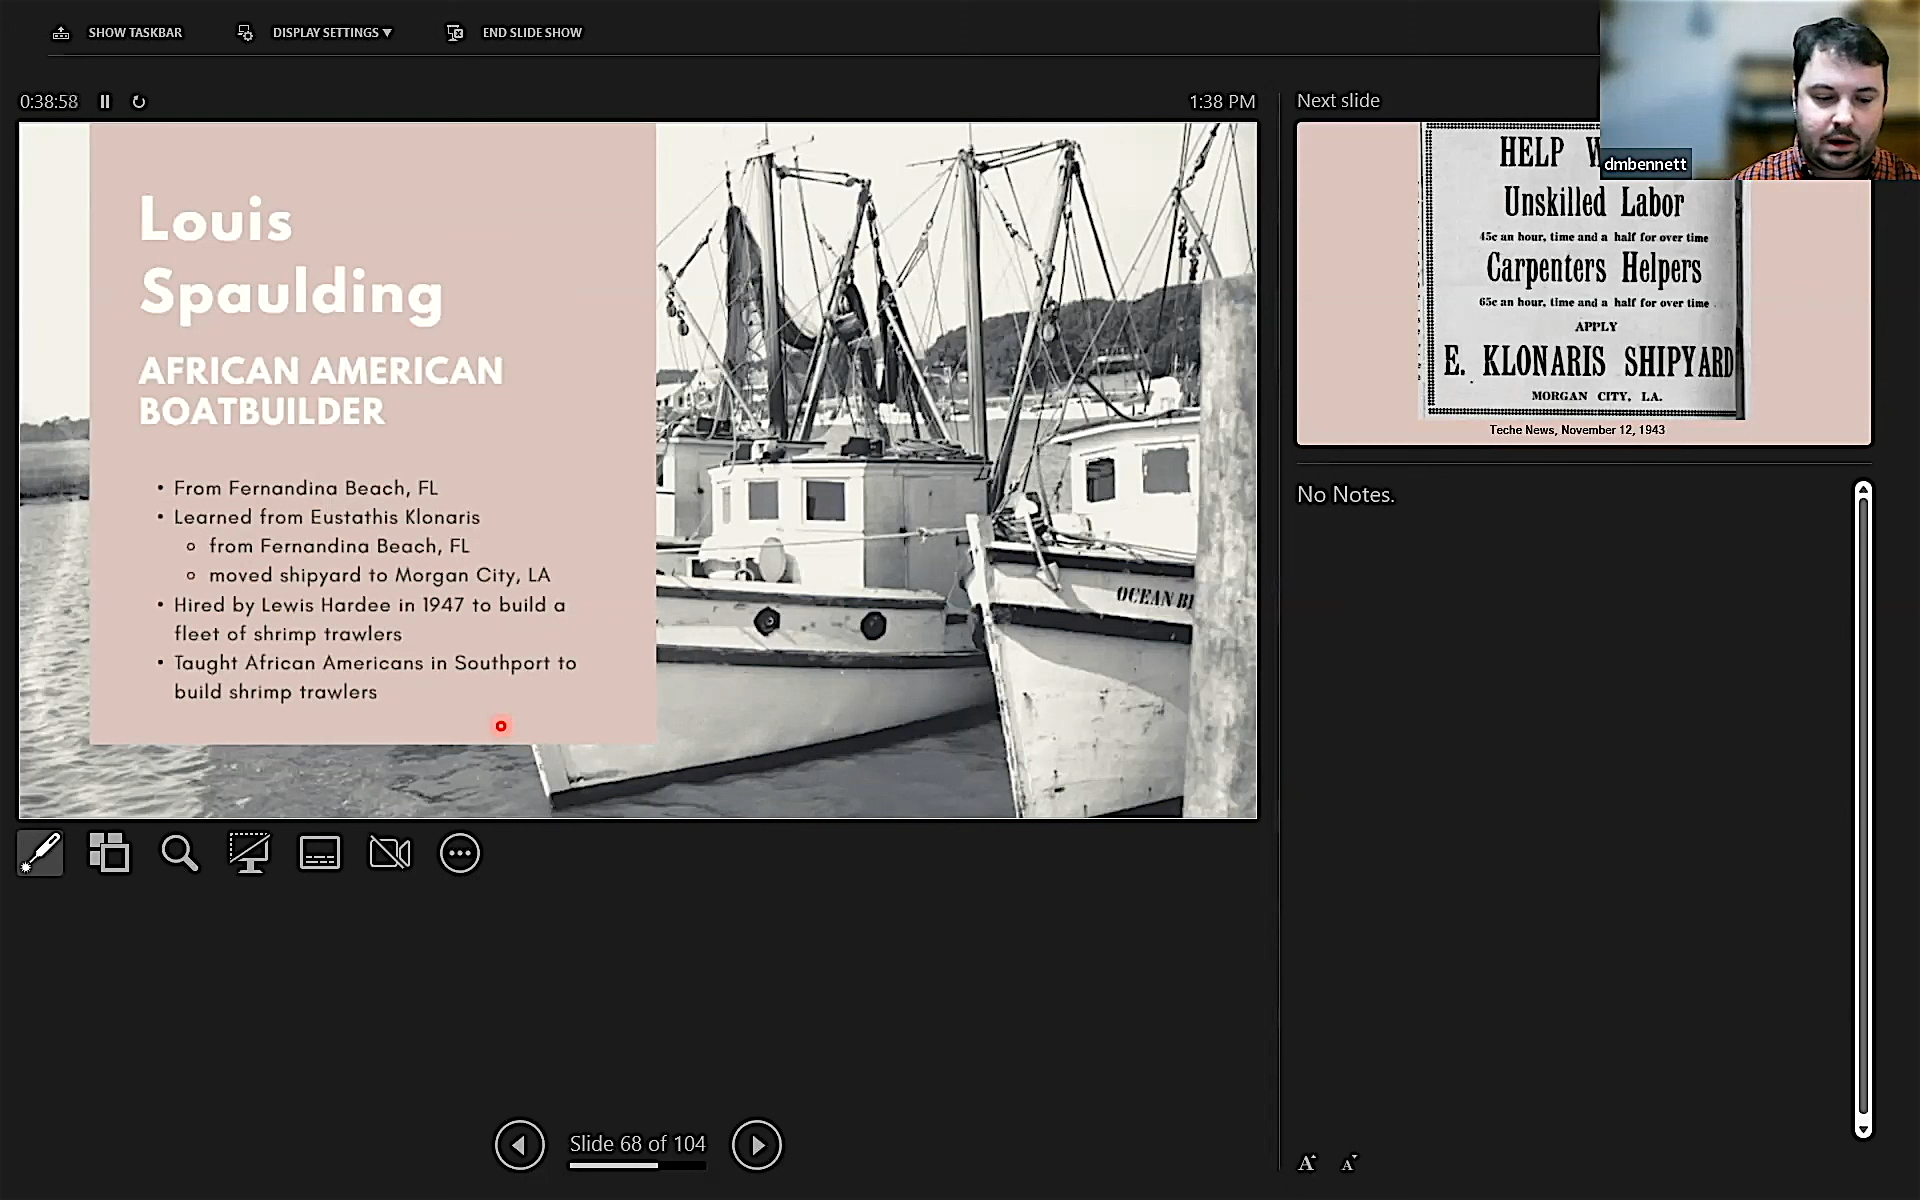 SHOW TASKBAR
DISPLAY SETTINGS ▼
END SLIDE SHOW
0:38:58
1:38 PM
Louis
Spaulding
AFRICAN AMERICAN
BOATBUILDER
• From Fernandina Beach, FL
• Learned from Eustathis Klonaris
○ from Fernandina Beach, FL
○ moved shipyard to Morgan City, LA
• Hired by Lewis Hardee in 1947 to build a
fleet of shrimp trawlers
• Taught African Americans in Southport to
build shrimp trawlers
OCEAN
Slide 68 of 104
Next slide
dmbennett
HELP
Unskilled Labor
45c an hour, time and a half for over time
Carpenters Helpers
65c an hour, time and a half for over time
APPLY
E. KLONARIS SHIPYARD
MORGAN CITY, LA.
Teche News, November 12, 1943
No Notes.
A A